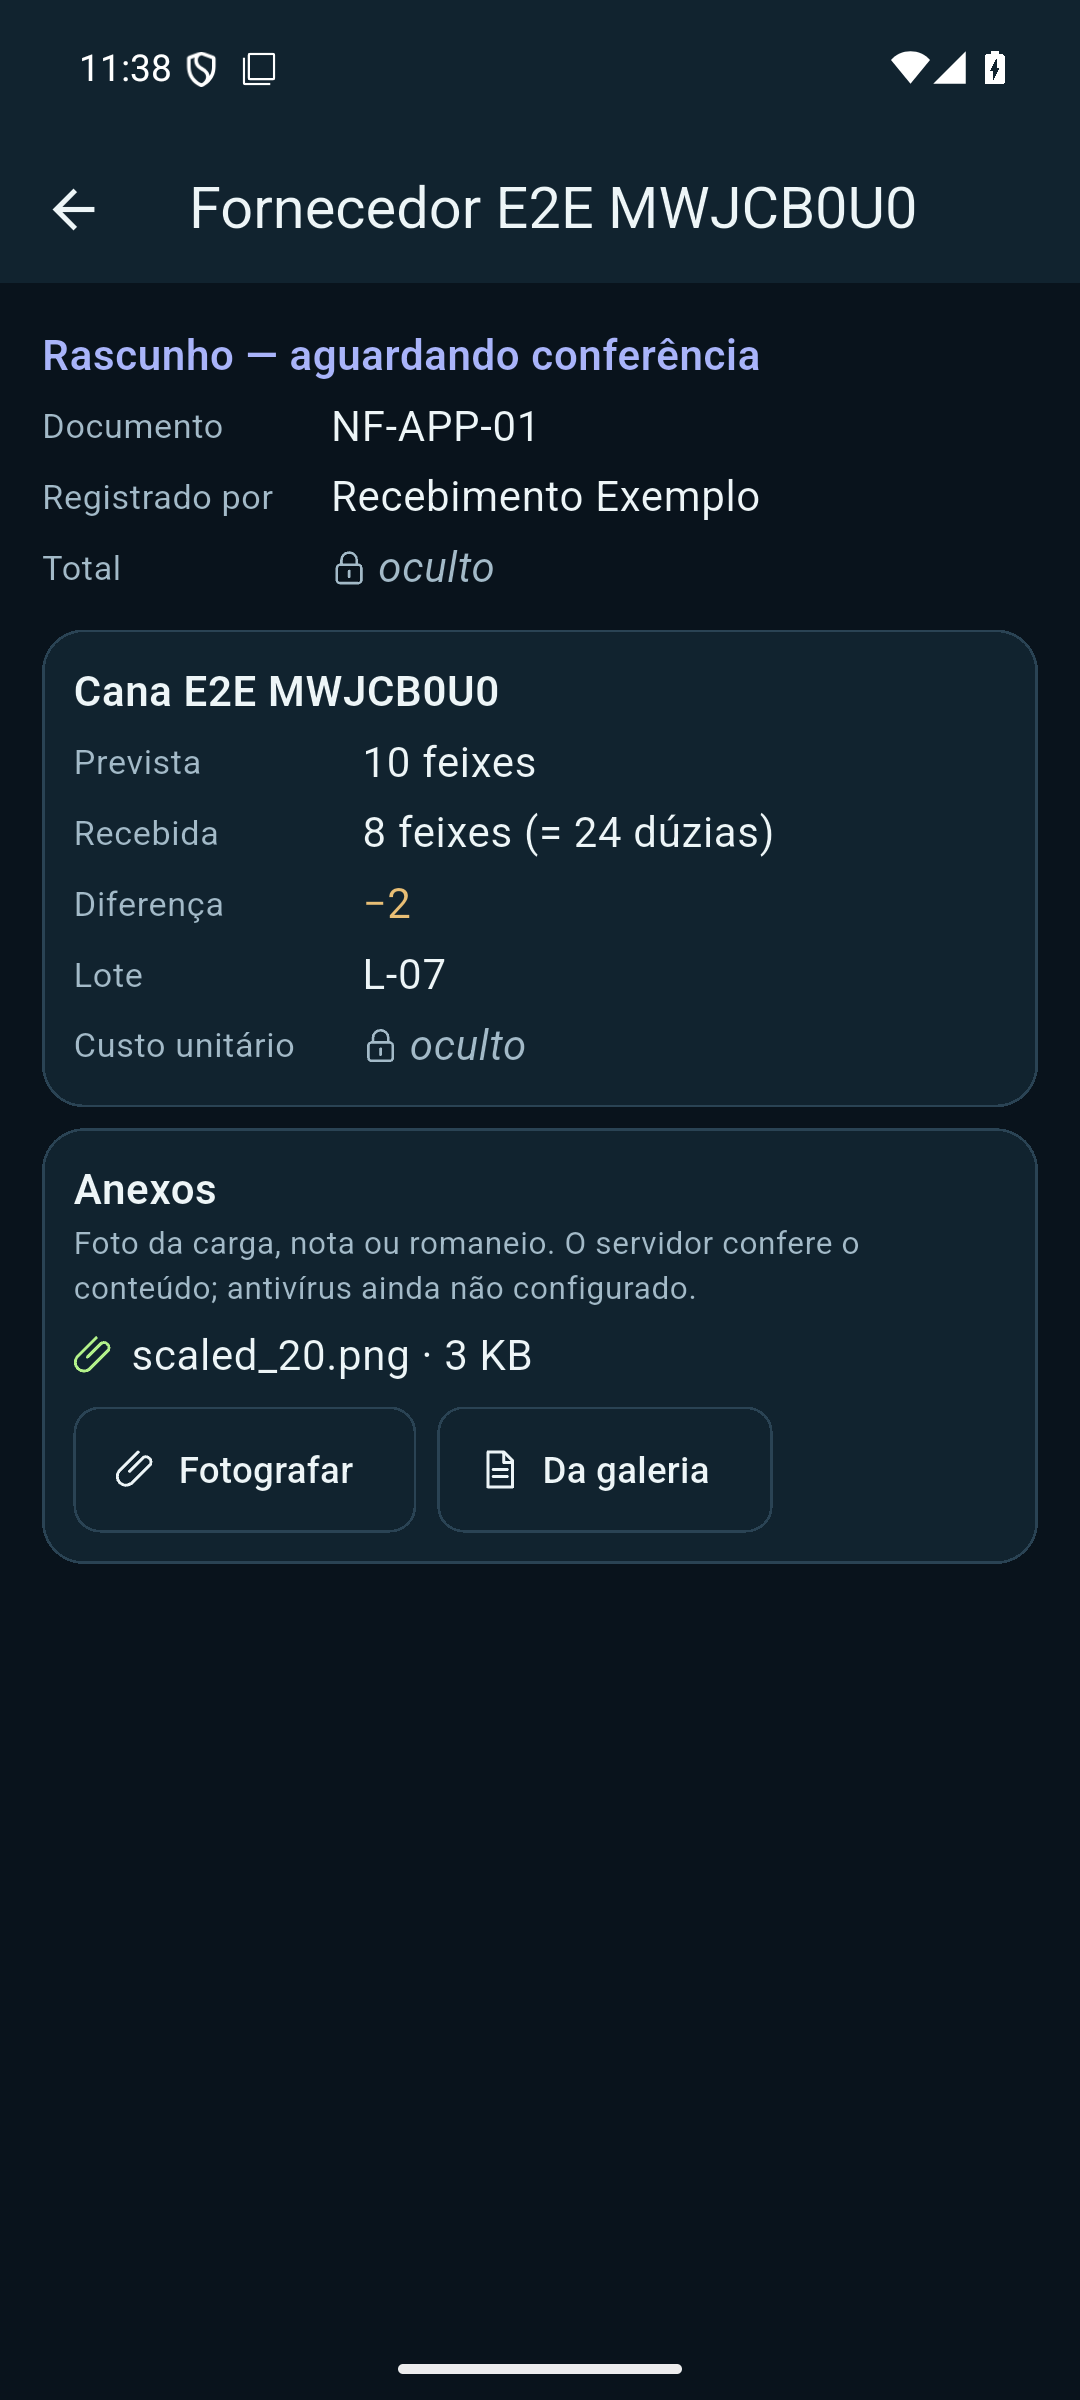 11:38
Fornecedor E2E MWJCB0U0
Rascunho — aguardando conferência
Documento NF-APP-01
Registrado por Recebimento Exemplo
Total oculto
Cana E2E MWJCB0U0
Prevista 10 feixes
Recebida 8 feixes (= 24 dúzias)
Diferença −2
Lote L-07
Custo unitário oculto
Anexos
Foto da carga, nota ou romaneio. O servidor confere o
conteúdo; antivírus ainda não configurado.
scaled_20.png · 3 KB
Fotografar Da galeria